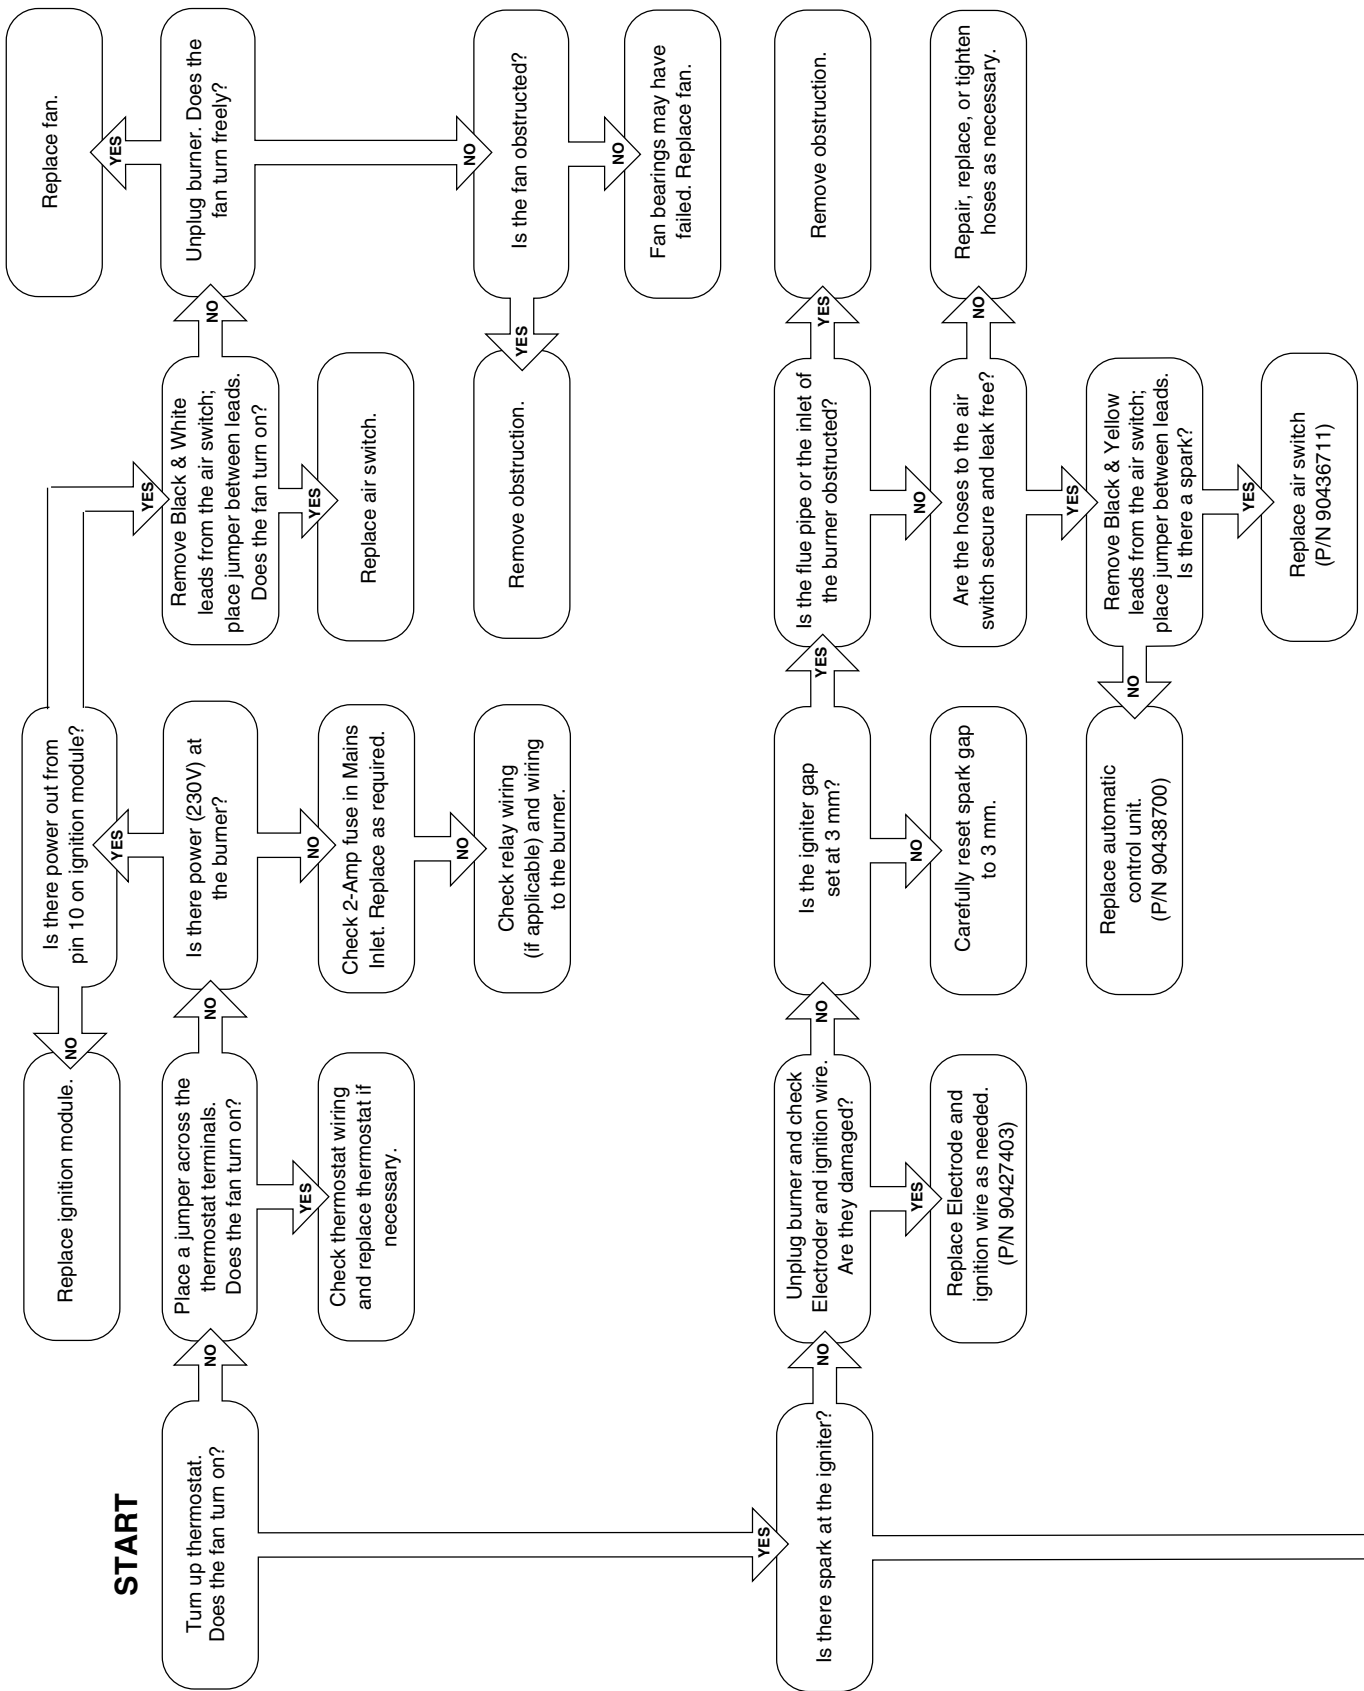 START
Turn up thermostat.
Does the fan turn on?
NO
Place a jumper across the
thermostat terminals.
Does the fan turn on?
YES
Check thermostat wiring
and replace thermostat if
necessary.
NO
Is there power (230V) at
the burner?
NO
Check 2-Amp fuse in Mains
Inlet. Replace as required.
NO
Check relay wiring
(if applicable) and wiring
to the burner.
YES
Is there power out from
pin 10 on ignition module?
NO
Replace ignition module.
YES
Remove Black & White
leads from the air switch;
place jumper between leads.
Does the fan turn on?
YES
Replace air switch.
NO
Unplug burner. Does the
fan turn freely?
YES
Replace fan.
NO
Is the fan obstructed?
YES
Remove obstruction.
NO
Fan bearings may have
failed. Replace fan.
YES
Is there spark at the igniter?
NO
Unplug burner and check
Electroder and ignition wire.
Are they damaged?
YES
Replace Electrode and
ignition wire as needed.
(P/N 90427403)
NO
Is the igniter gap
set at 3 mm?
NO
Carefully reset spark gap
to 3 mm.
YES
Is the flue pipe or the inlet of
the burner obstructed?
YES
Remove obstruction.
NO
Are the hoses to the air
switch secure and leak free?
NO
Repair, replace, or tighten
hoses as necessary.
YES
Remove Black & Yellow
leads from the air switch;
place jumper between leads.
Is there a spark?
NO
Replace automatic
control unit.
(P/N 90438700)
YES
Replace air switch
(P/N 90436711)